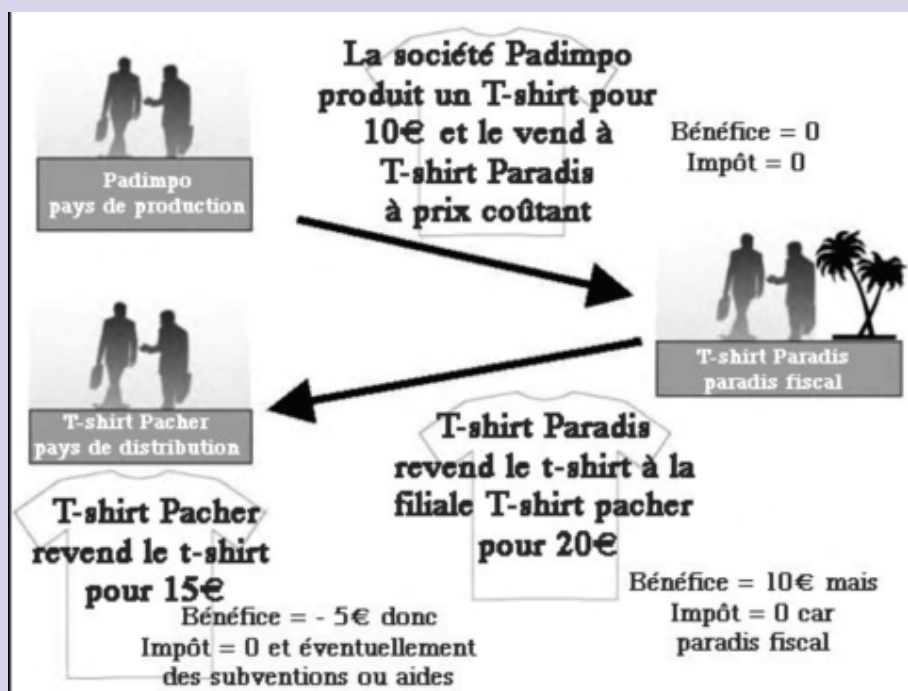 La société Padimpo
produit un T-shirt pour
10€ et le vend à
T-shirt Paradis
à prix coûtant
Bénéfice = 0
Impôt = 0
Padimpo
pays de production
T-shirt Paradis
paradis fiscal
T-shirt Pacher
pays de distribution
T-shirt Paradis
revend le t-shirt à la
filiale T-shirt pacher
pour 20€
T-shirt Pacher
revend le t-shirt
pour 15€
Bénéfice = - 5€ donc
Impôt = 0 et éventuellement
des subventions ou aides
Bénéfice = 10€ mais
Impôt = 0 car
paradis fiscal